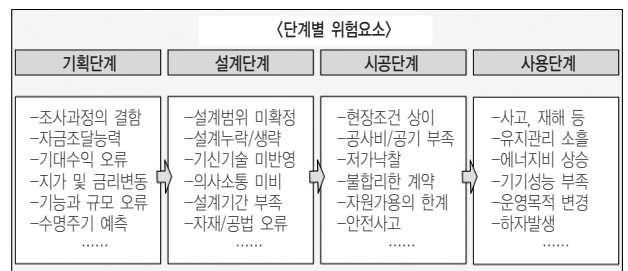 〈단계별 위험요소〉
기획단계
-조사과정의 결함
-자금조달능력
-기대수익 오류
-지가 및 금리변동
-기능과 규모 오류
-수명주기 예측
……
설계단계
-설계범위 미확정
-설계누락/생략
-기신기술 미반영
-의사소통 미비
-설계기간 부족
-자재/공법 오류
……
시공단계
-현장조건 상이
-공사비/공기 부족
-저가낙찰
-불합리한 계약
-자원가용의 한계
-안전사고
……
사용단계
-사고, 재해 등
-유지관리 소홀
-에너지비 상승
-기기성능 부족
-운영목적 변경
-하자발생
……